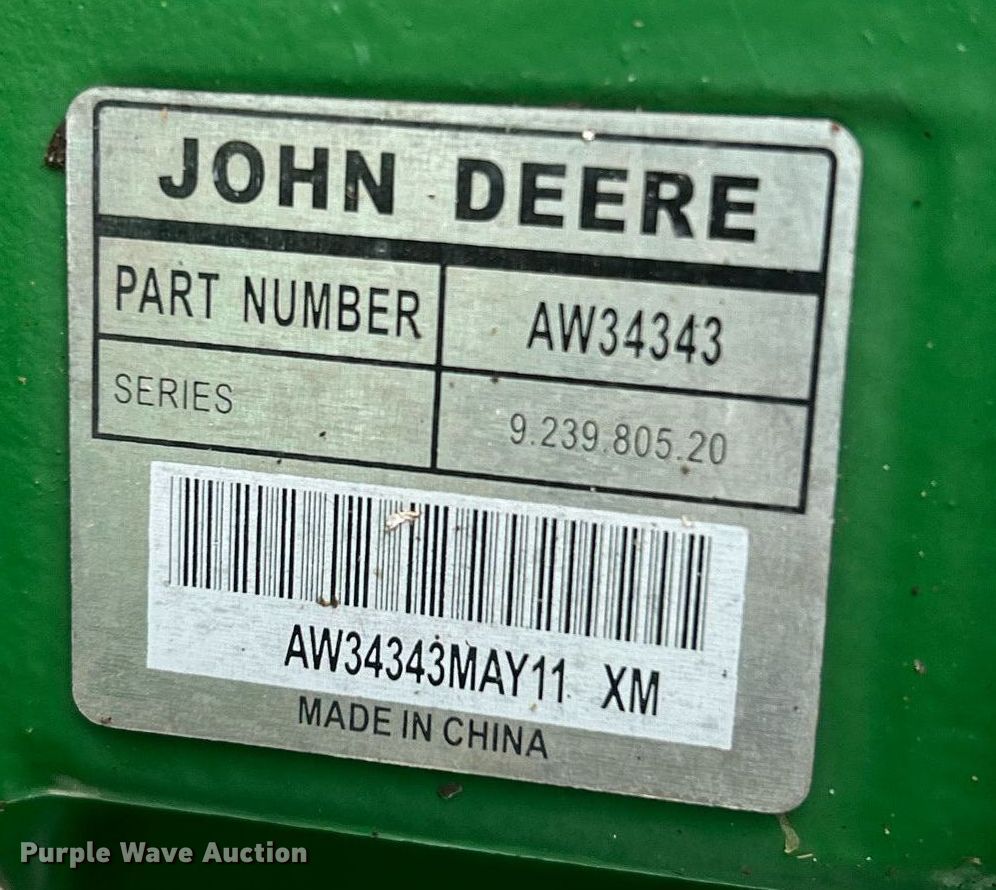 JOHN DEERE
PART NUMBER AW34343
SERIES 9.239.805.20
AW34343MAY11 XM
MADE IN CHINA
Purple Wave Auction